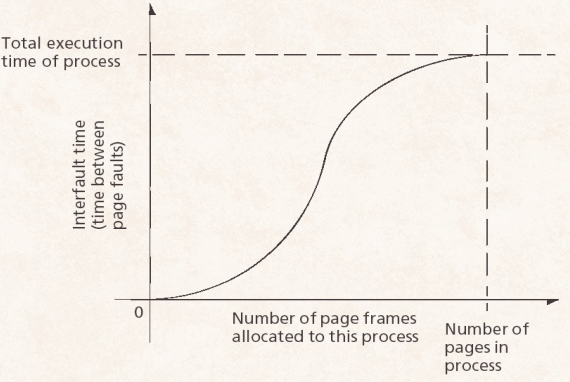 Total execution
time of process
Interfault time
(time between
page faults)
0
Number of page frames
allocated to this process
Number of
pages in
process